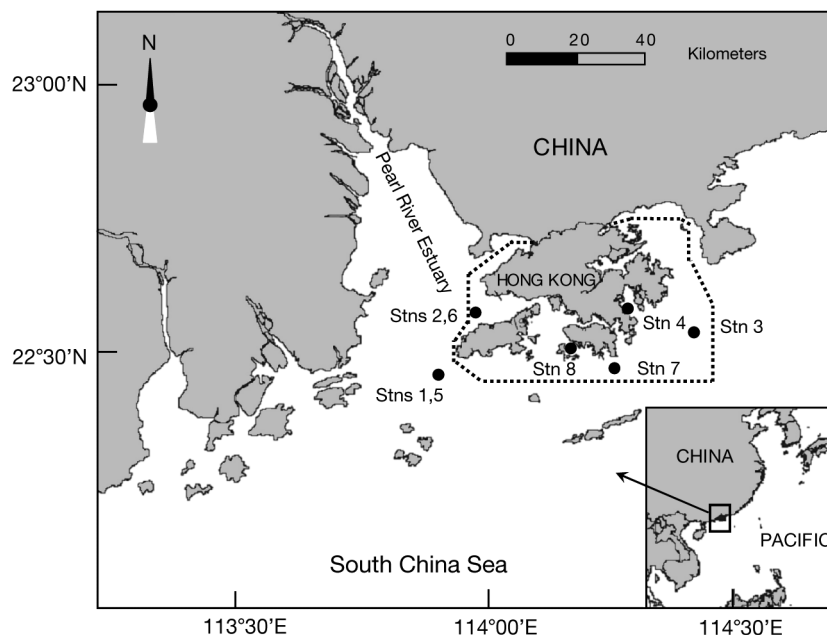 N
0 20 40
Kilometers
23°00’N
CHINA
Pearl River Estuary
HONG KONG
Stns 2,6
Stn 4
Stn 3
22°30’N
Stn 8
Stn 7
Stns 1,5
CHINA
PACIFIC
South China Sea
113°30’E
114°00’E
114°30’E